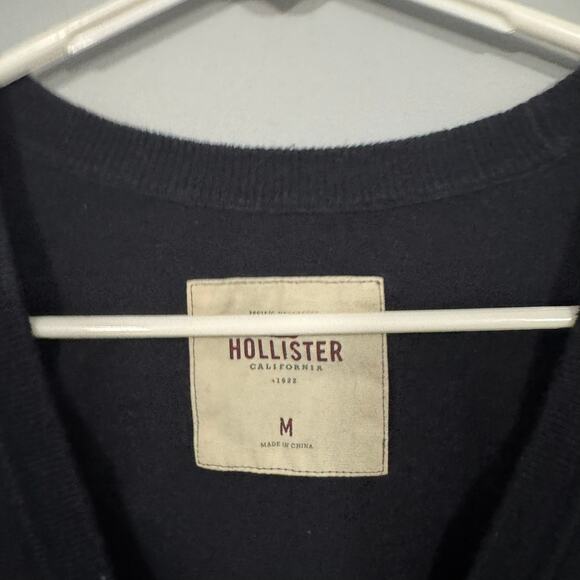 HOLLISTER
CALIFORNIA
1922
M
MADE IN CHINA